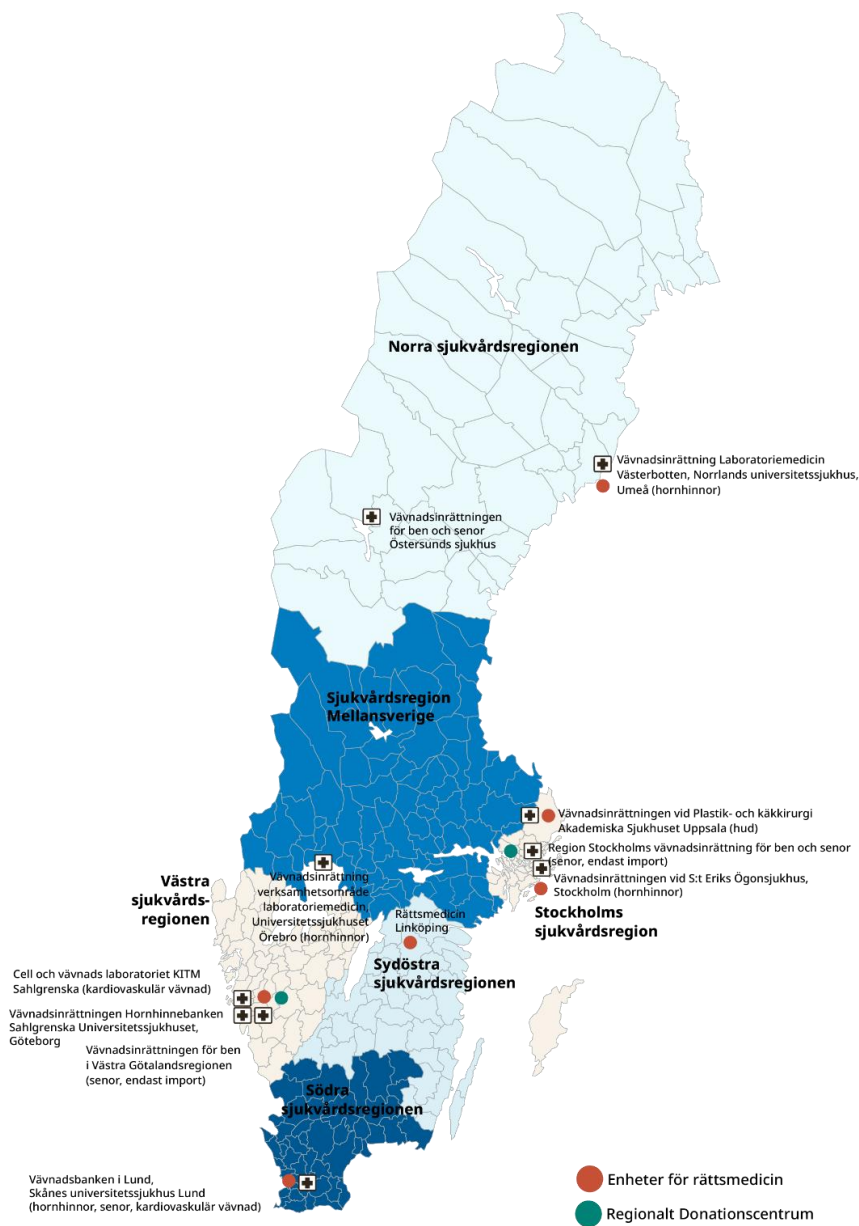 Norra sjukvårdsregionen
Vävnadsinrättning Laboratoriemedicin
Västerbotten, Norrlands universitetssjukhus,
Umeå (hornhinnor)
Vävnadsinrättningen
för ben och senor
Östersunds sjukhus
Sjukvårdsregion
Mellansverige
Vävnadsinrättningen vid Plastik- och käkkirurgi
Akademiska Sjukhuset Uppsala (hud)
Region Stockholms vävnadsinrättning för ben och senor
(senor, endast import)
Vävnadsinrättningen vid S:t Eriks Ögonsjukhus,
Stockholm (hornhinnor)
Stockholms
sjukvårdsregion
Västra
sjukvårds-
regionen
Vävnadsinrättning
verksamhetsområde
laboratoriemedicin,
Universitetssjukhuset
Örebro (hornhinnor)
Rättsmedicin
Linköping
Sydöstra
sjukvårdsregionen
Cell och vävnads laboratoriet KITM
Sahlgrenska (kardiovaskulär vävnad)
Vävnadsinrättningen Hornhinnebanken
Sahlgrenska Universitetssjukhuset,
Göteborg
Vävnadsinrättningen för ben
i Västra Götalandsregionen
(senor, endast import)
Södra
sjukvårdsregionen
Vävnadsbanken i Lund,
Skånes universitetssjukhus Lund
(hornhinnor, senor, kardiovaskulär vävnad)
Enheter för rättsmedicin
Regionalt Donationscentrum